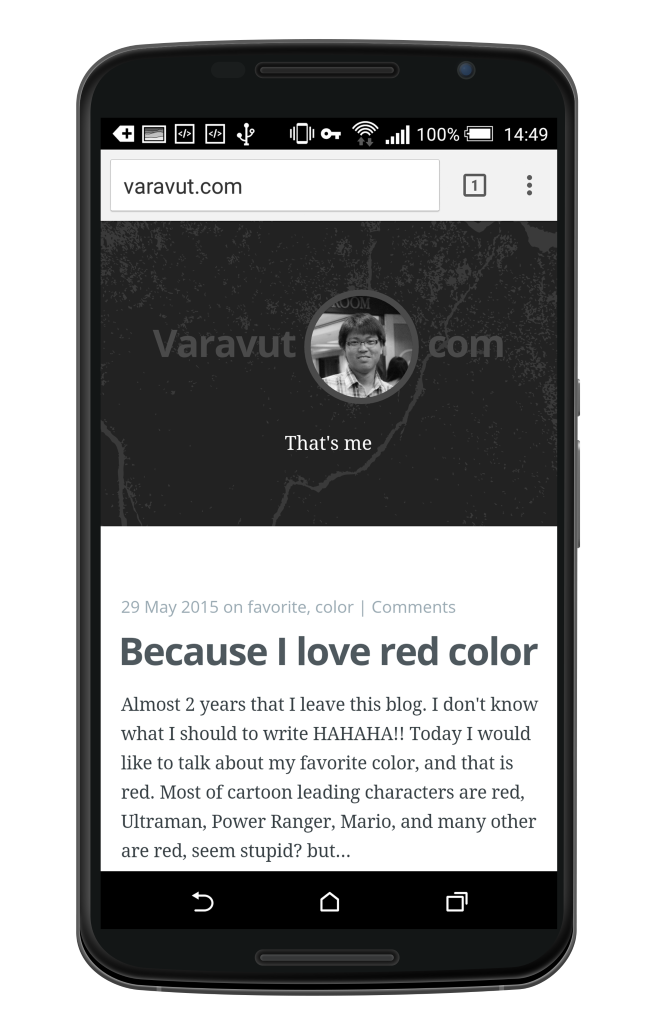 100% 14:49
varavut.com
1
ROOM
Varavut com
That's me
29 May 2015 on favorite, color | Comments
Because I love red color
Almost 2 years that I leave this blog. I don't know
what I should to write HAHAHA!! Today I would
like to talk about my favorite color, and that is
red. Most of cartoon leading characters are red,
Ultraman, Power Ranger, Mario, and many other
are red, seem stupid? but...